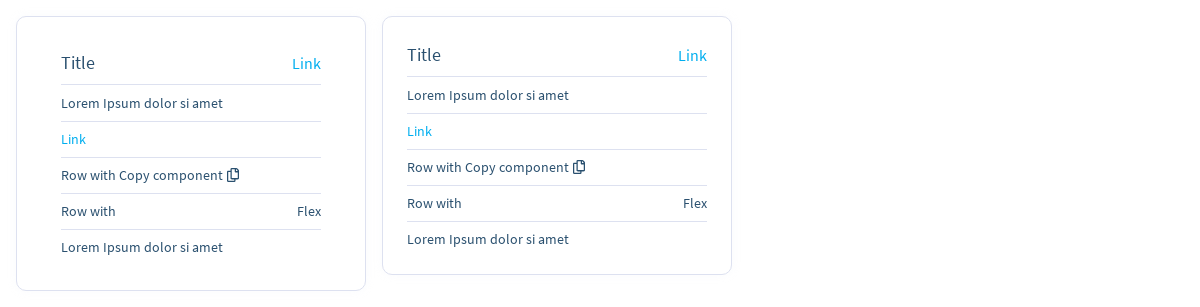 Title Link
Lorem Ipsum dolor si amet
Link
Row with Copy component
Row with Flex
Lorem Ipsum dolor si amet
Title Link
Lorem Ipsum dolor si amet
Link
Row with Copy component
Row with Flex
Lorem Ipsum dolor si amet